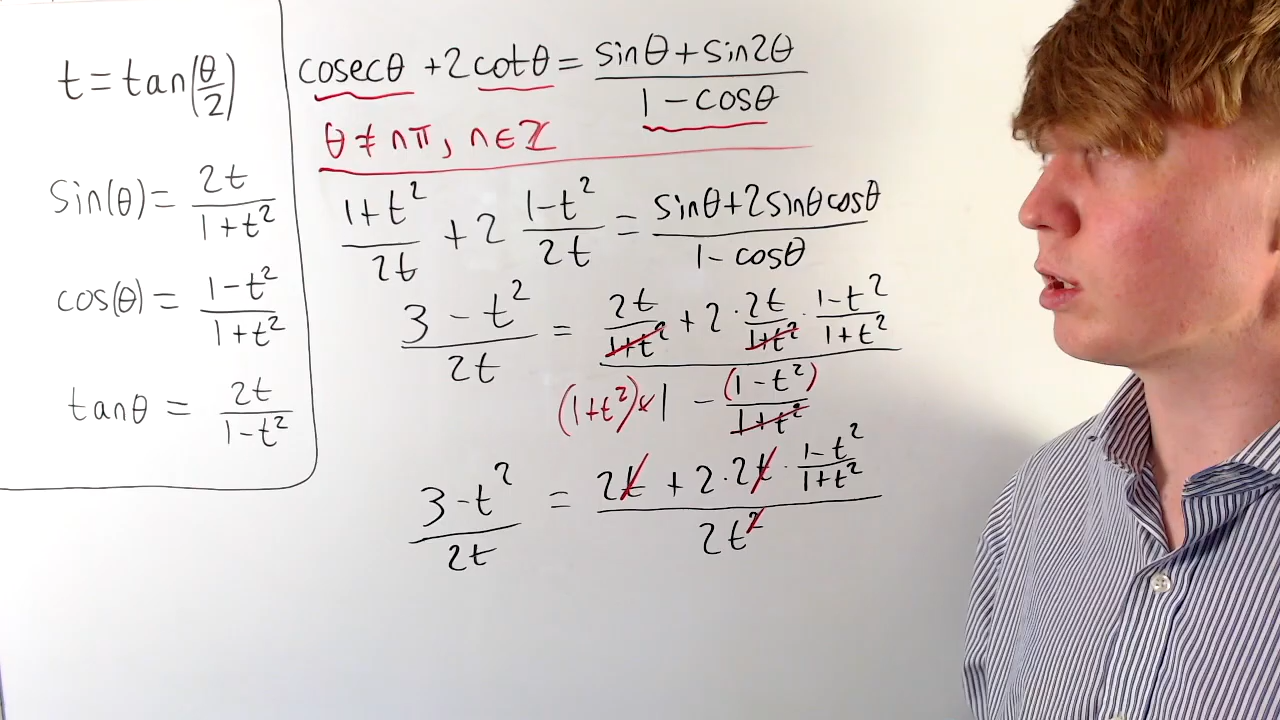 t = tan(θ/2)
sin(θ) = 2t/(1+t²)
cos(θ) = (1-t²)/(1+t²)
tanθ = 2t/(1-t²)
cosecθ + 2cotθ = (sinθ + sin2θ)/(1 - cosθ)
θ ≠ nπ, n ∈ ℤ
(1+t²)/2t + 2 (1-t²)/2t = (sinθ + 2sinθcosθ)/(1 - cosθ)
(3 - t²)/2t = (2t/(1+t²) + 2 · 2t/(1+t²) · (1-t²)/(1+t²))/((1+t²)×1 - (1-t²)/(1+t²))
(3 - t²)/2t = (2t + 2 · 2t · (1-t²)/(1+t²))/2t²